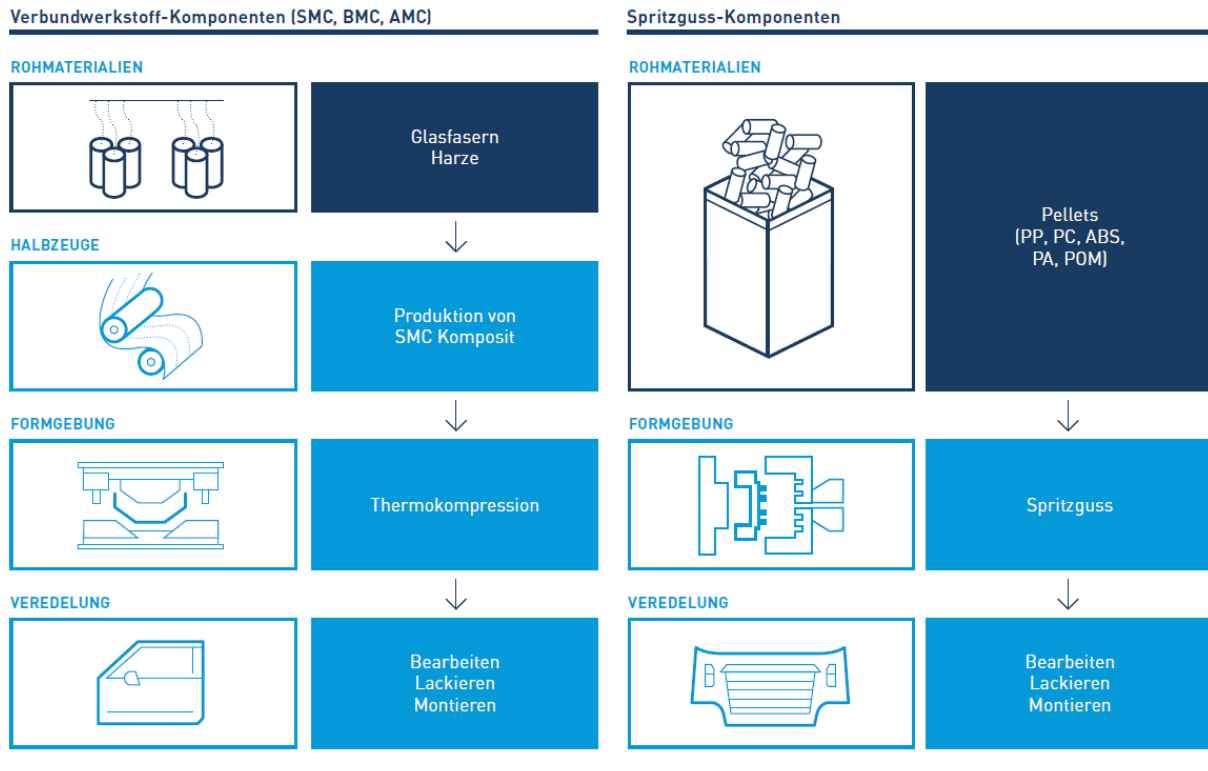 Verbundwerkstoff-Komponenten (SMC, BMC, AMC)
ROHMATERIALIEN
Glasfasern
Harze
HALBZEUGE
Produktion von
SMC Komposit
FORMGEBUNG
Thermokompression
VEREDELUNG
Bearbeiten
Lackieren
Montieren
Spritzguss-Komponenten
ROHMATERIALIEN
Pellets
(PP, PC, ABS,
PA, POM)
FORMGEBUNG
Spritzguss
VEREDELUNG
Bearbeiten
Lackieren
Montieren